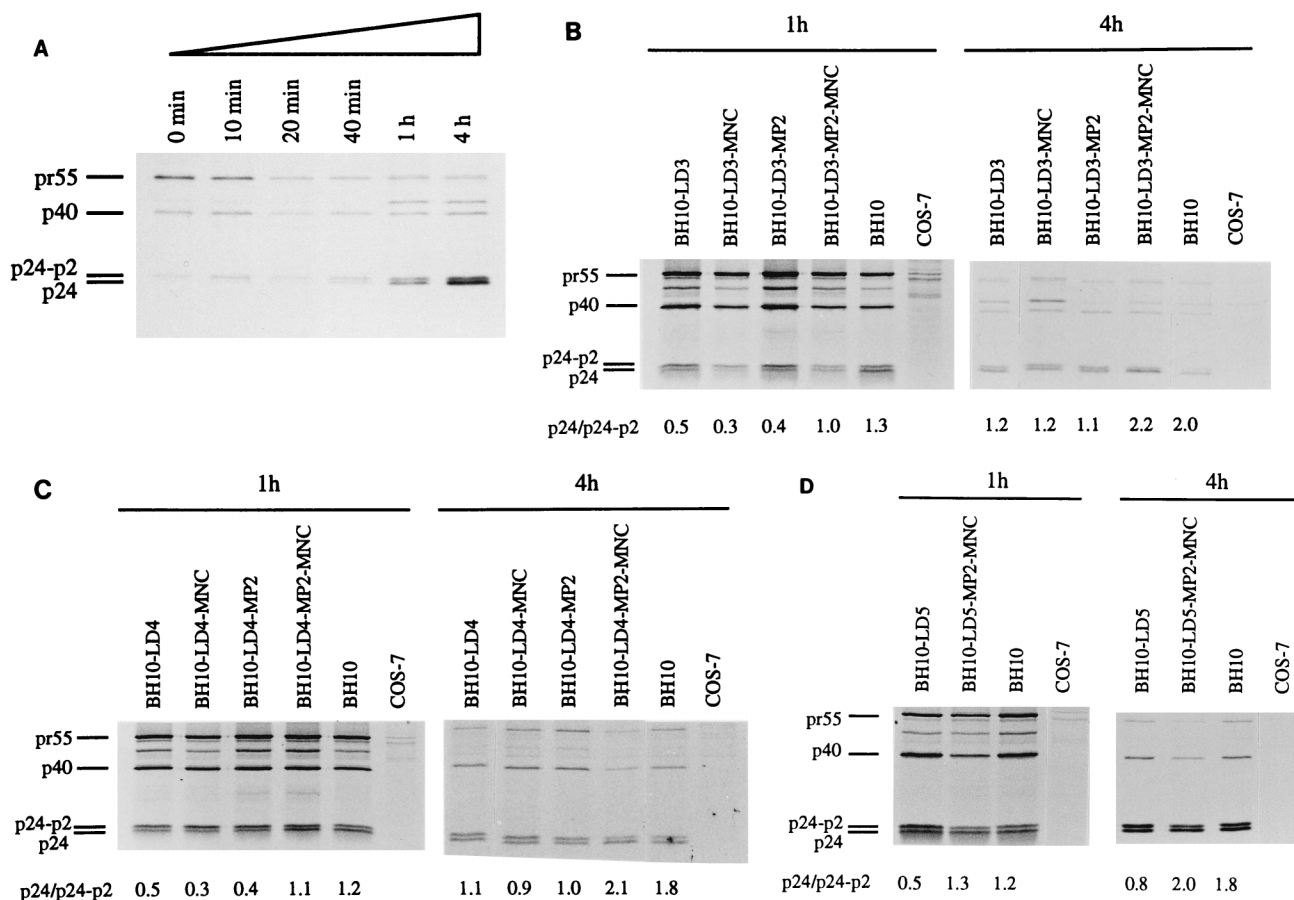 A
0 min
10 min
20 min
40 min
1 h
4 h
pr55
p40
p24-p2
p24
B
1h
4h
BH10-LD3
BH10-LD3-MNC
BH10-LD3-MP2
BH10-LD3-MP2-MNC
BH10
COS-7
BH10-LD3
BH10-LD3-MNC
BH10-LD3-MP2
BH10-LD3-MP2-MNC
BH10
COS-7
pr55
p40
p24-p2
p24
p24/p24-p2 0.5 0.3 0.4 1.0 1.3 1.2 1.2 1.1 2.2 2.0
C
1h
4h
BH10-LD4
BH10-LD4-MNC
BH10-LD4-MP2
BH10-LD4-MP2-MNC
BH10
COS-7
BH10-LD4
BH10-LD4-MNC
BH10-LD4-MP2
BH10-LD4-MP2-MNC
BH10
COS-7
pr55
p40
p24-p2
p24
p24/p24-p2 0.5 0.3 0.4 1.1 1.2 1.1 0.9 1.0 2.1 1.8
D
1h
4h
BH10-LD5
BH10-LD5-MP2-MNC
BH10
COS-7
BH10-LD5
BH10-LD5-MP2-MNC
BH10
COS-7
pr55
p40
p24-p2
p24
p24/p24-p2 0.5 1.3 1.2 0.8 2.0 1.8